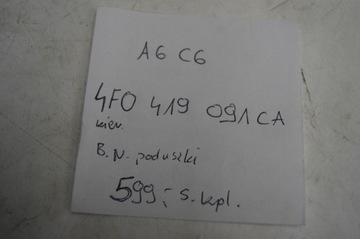 A6 C6
4F0 419 091 CA
kier.
B.N. poduszki
599,- s. kpl.